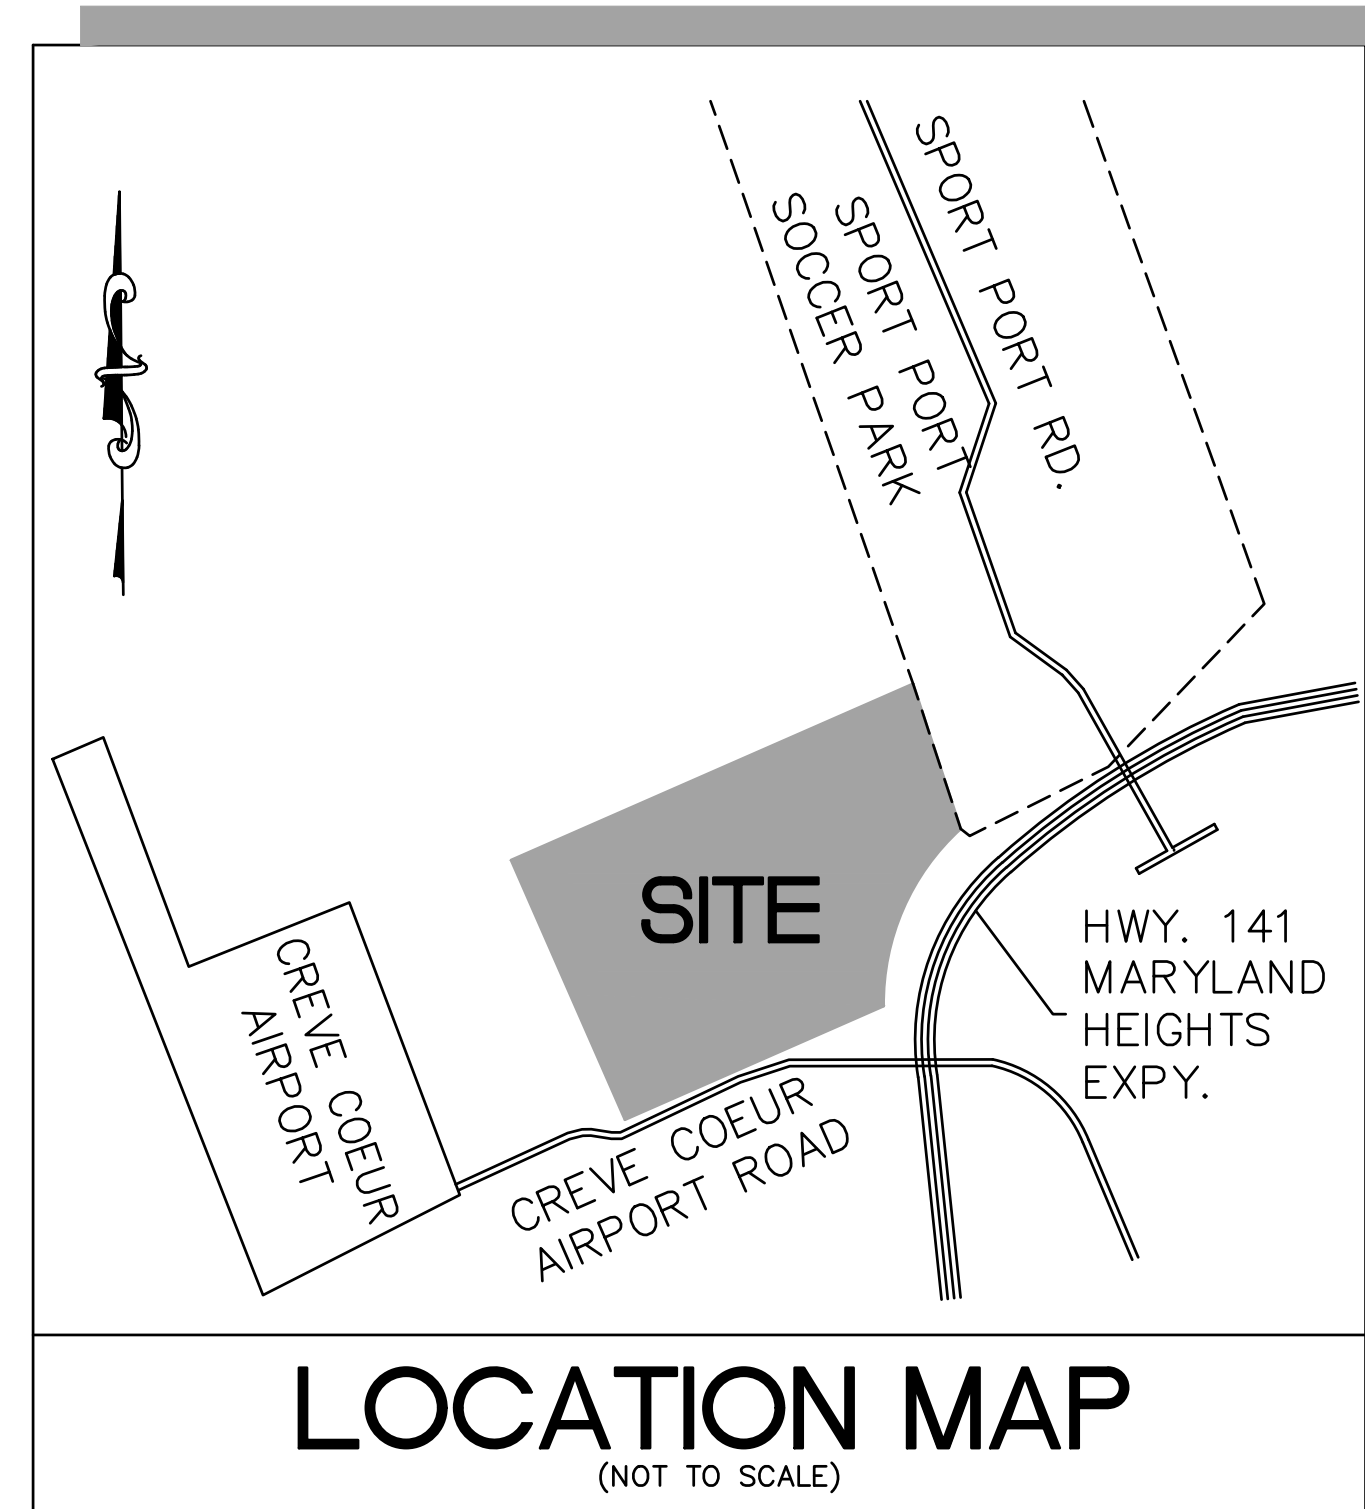 SPORT PORT RD.
SPORT PORT
SOCCER PARK
SITE
HWY. 141
MARYLAND
HEIGHTS
EXPY.
CREVE COEUR
AIRPORT
CREVE COEUR
AIRPORT ROAD
LOCATION MAP
(NOT TO SCALE)